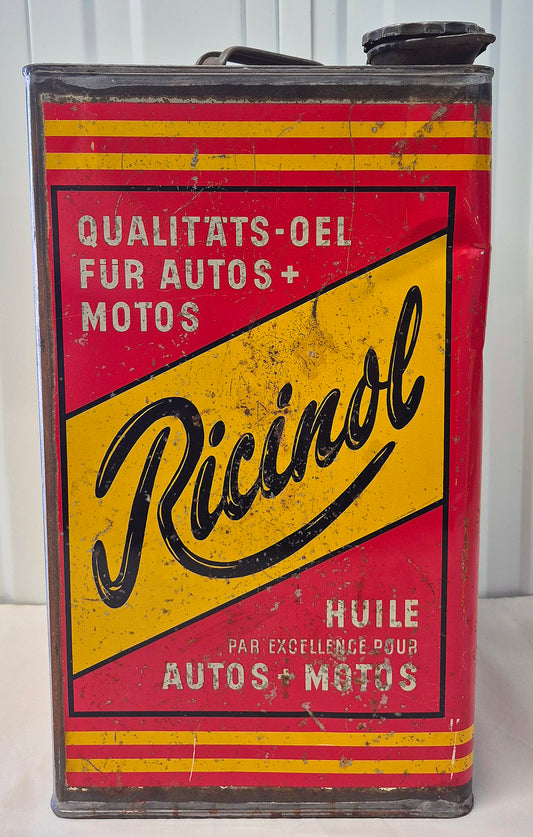 QUALITÄTS-OEL
FÜR AUTOS +
MOTOS
Ricinol
HUILE
PAR EXCELLENCE POUR
AUTOS + MOTOS